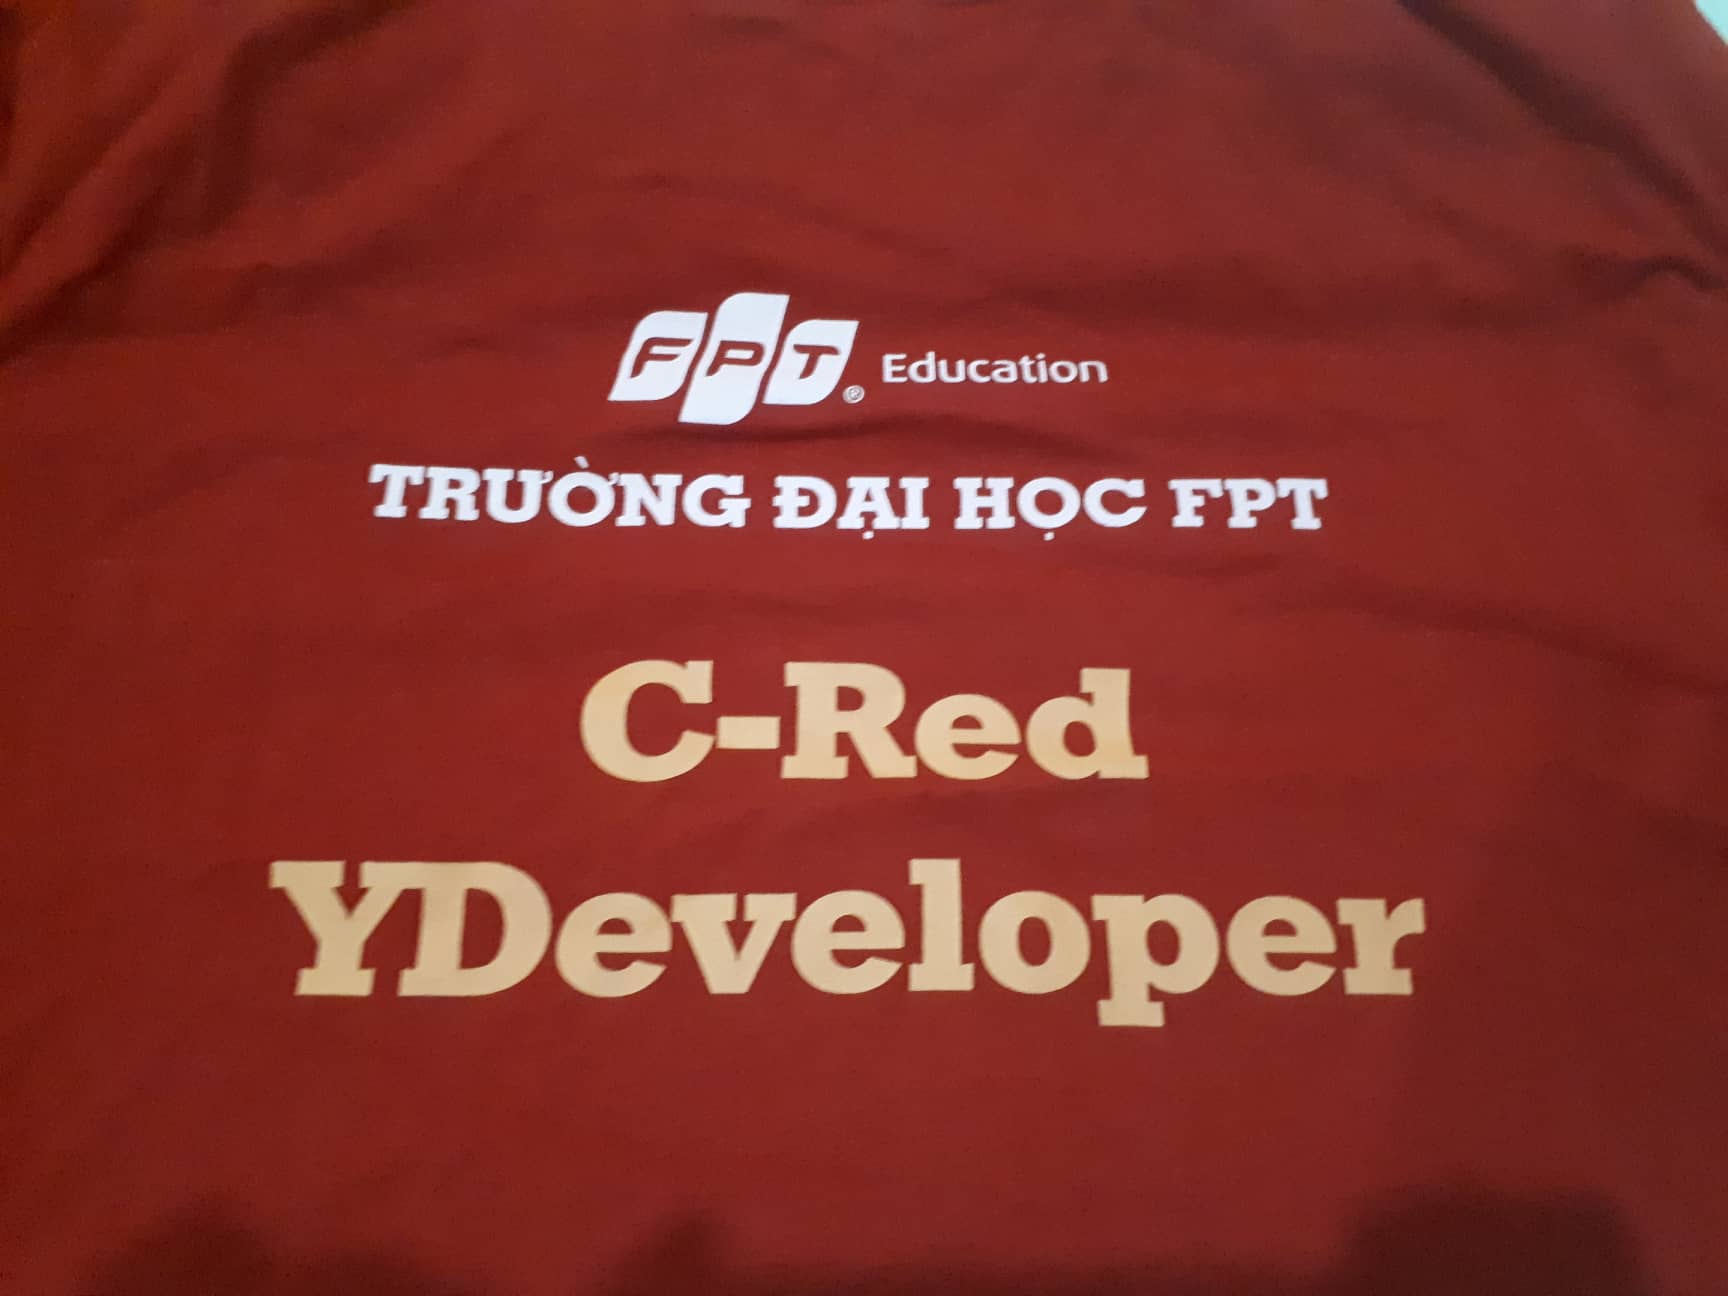 FPT® Education
TRƯỜNG ĐẠI HỌC FPT
C-Red
YDeveloper